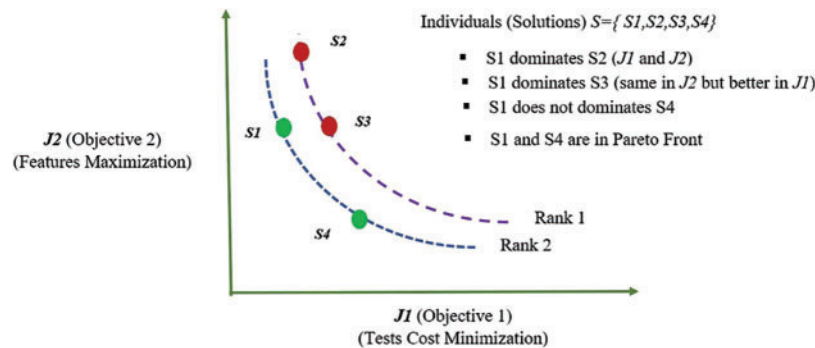 Individuals (Solutions) S={ S1,S2,S3,S4}
S1 dominates S2 (J1 and J2)
S1 dominates S3 (same in J2 but better in J1)
S1 does not dominates S4
S1 and S4 are in Pareto Front
S2
S1
S3
S4
J2 (Objective 2)
(Features Maximization)
Rank 1
Rank 2
J1 (Objective 1)
(Tests Cost Minimization)